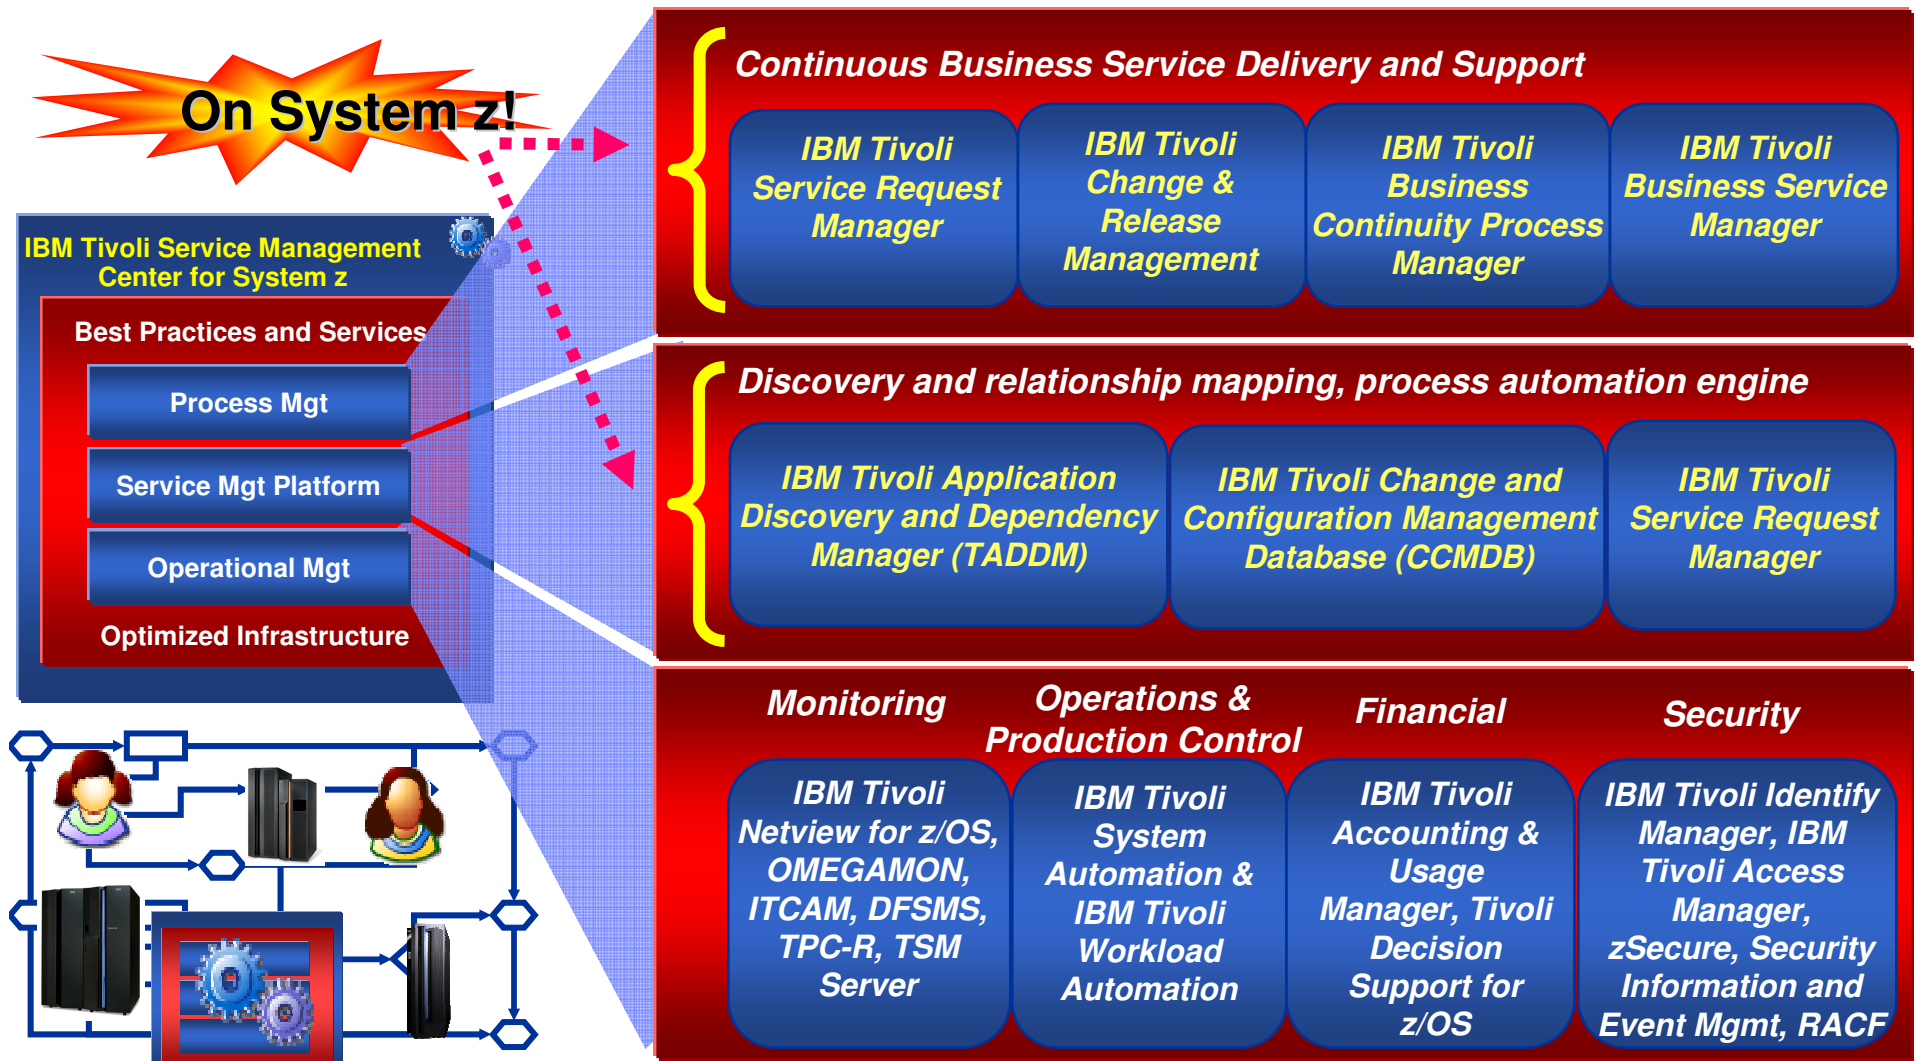 On System z!
IBM Tivoli Service Management
Center for System z
Best Practices and Services
Process Mgt
Service Mgt Platform
Operational Mgt
Optimized Infrastructure
Continuous Business Service Delivery and Support
IBM Tivoli
Service Request
Manager
IBM Tivoli
Change &
Release
Management
IBM Tivoli
Business
Continuity Process
Manager
IBM Tivoli
Business Service
Manager
Discovery and relationship mapping, process automation engine
IBM Tivoli Application
Discovery and Dependency
Manager (TADDM)
IBM Tivoli Change and
Configuration Management
Database (CCMDB)
IBM Tivoli
Service Request
Manager
Monitoring
IBM Tivoli
Netview for z/OS,
OMEGAMON,
ITCAM, DFSMS,
TPC-R, TSM
Server
Operations &
Production Control
IBM Tivoli
System
Automation &
IBM Tivoli
Workload
Automation
Financial
IBM Tivoli
Accounting &
Usage
Manager, Tivoli
Decision
Support for
z/OS
Security
IBM Tivoli Identify
Manager, IBM
Tivoli Access
Manager,
zSecure, Security
Information and
Event Mgmt, RACF